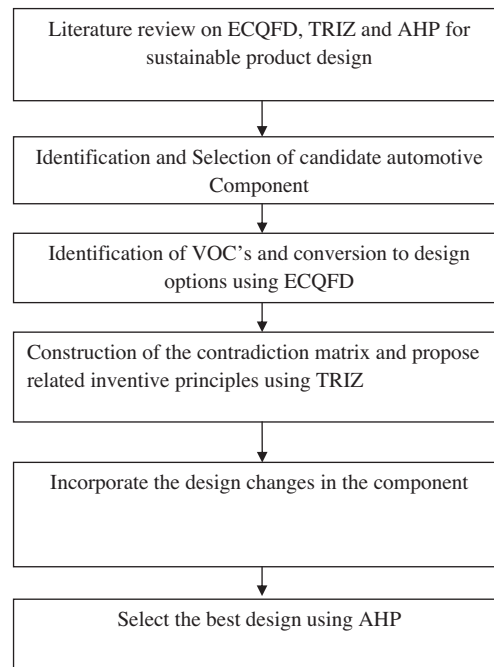 Literature review on ECQFD, TRIZ and AHP for
sustainable product design
Identification and Selection of candidate automotive
Component
Identification of VOC's and conversion to design
options using ECQFD
Construction of the contradiction matrix and propose
related inventive principles using TRIZ
Incorporate the design changes in the component
Select the best design using AHP